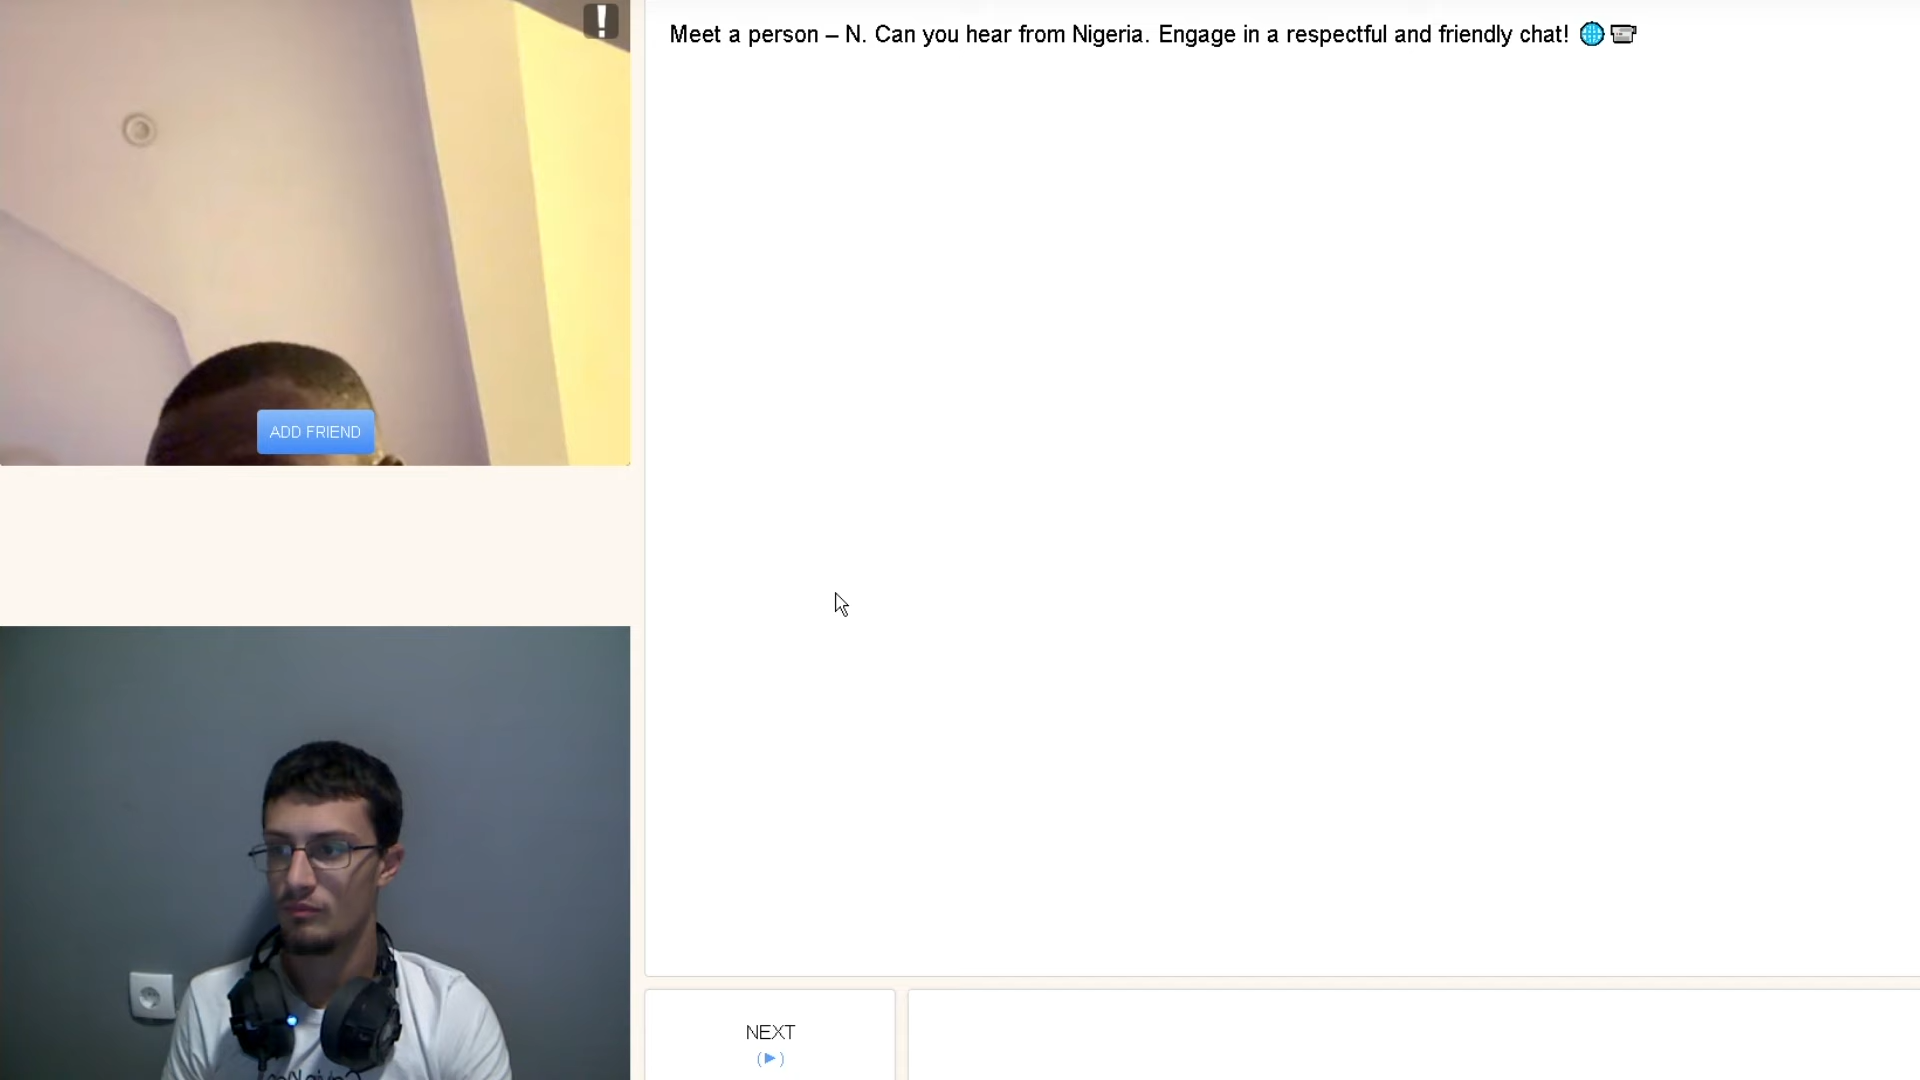 Meet a person – N. Can you hear from Nigeria. Engage in a respectful and friendly chat! 🌐📹
ADD FRIEND
NEXT
(►)